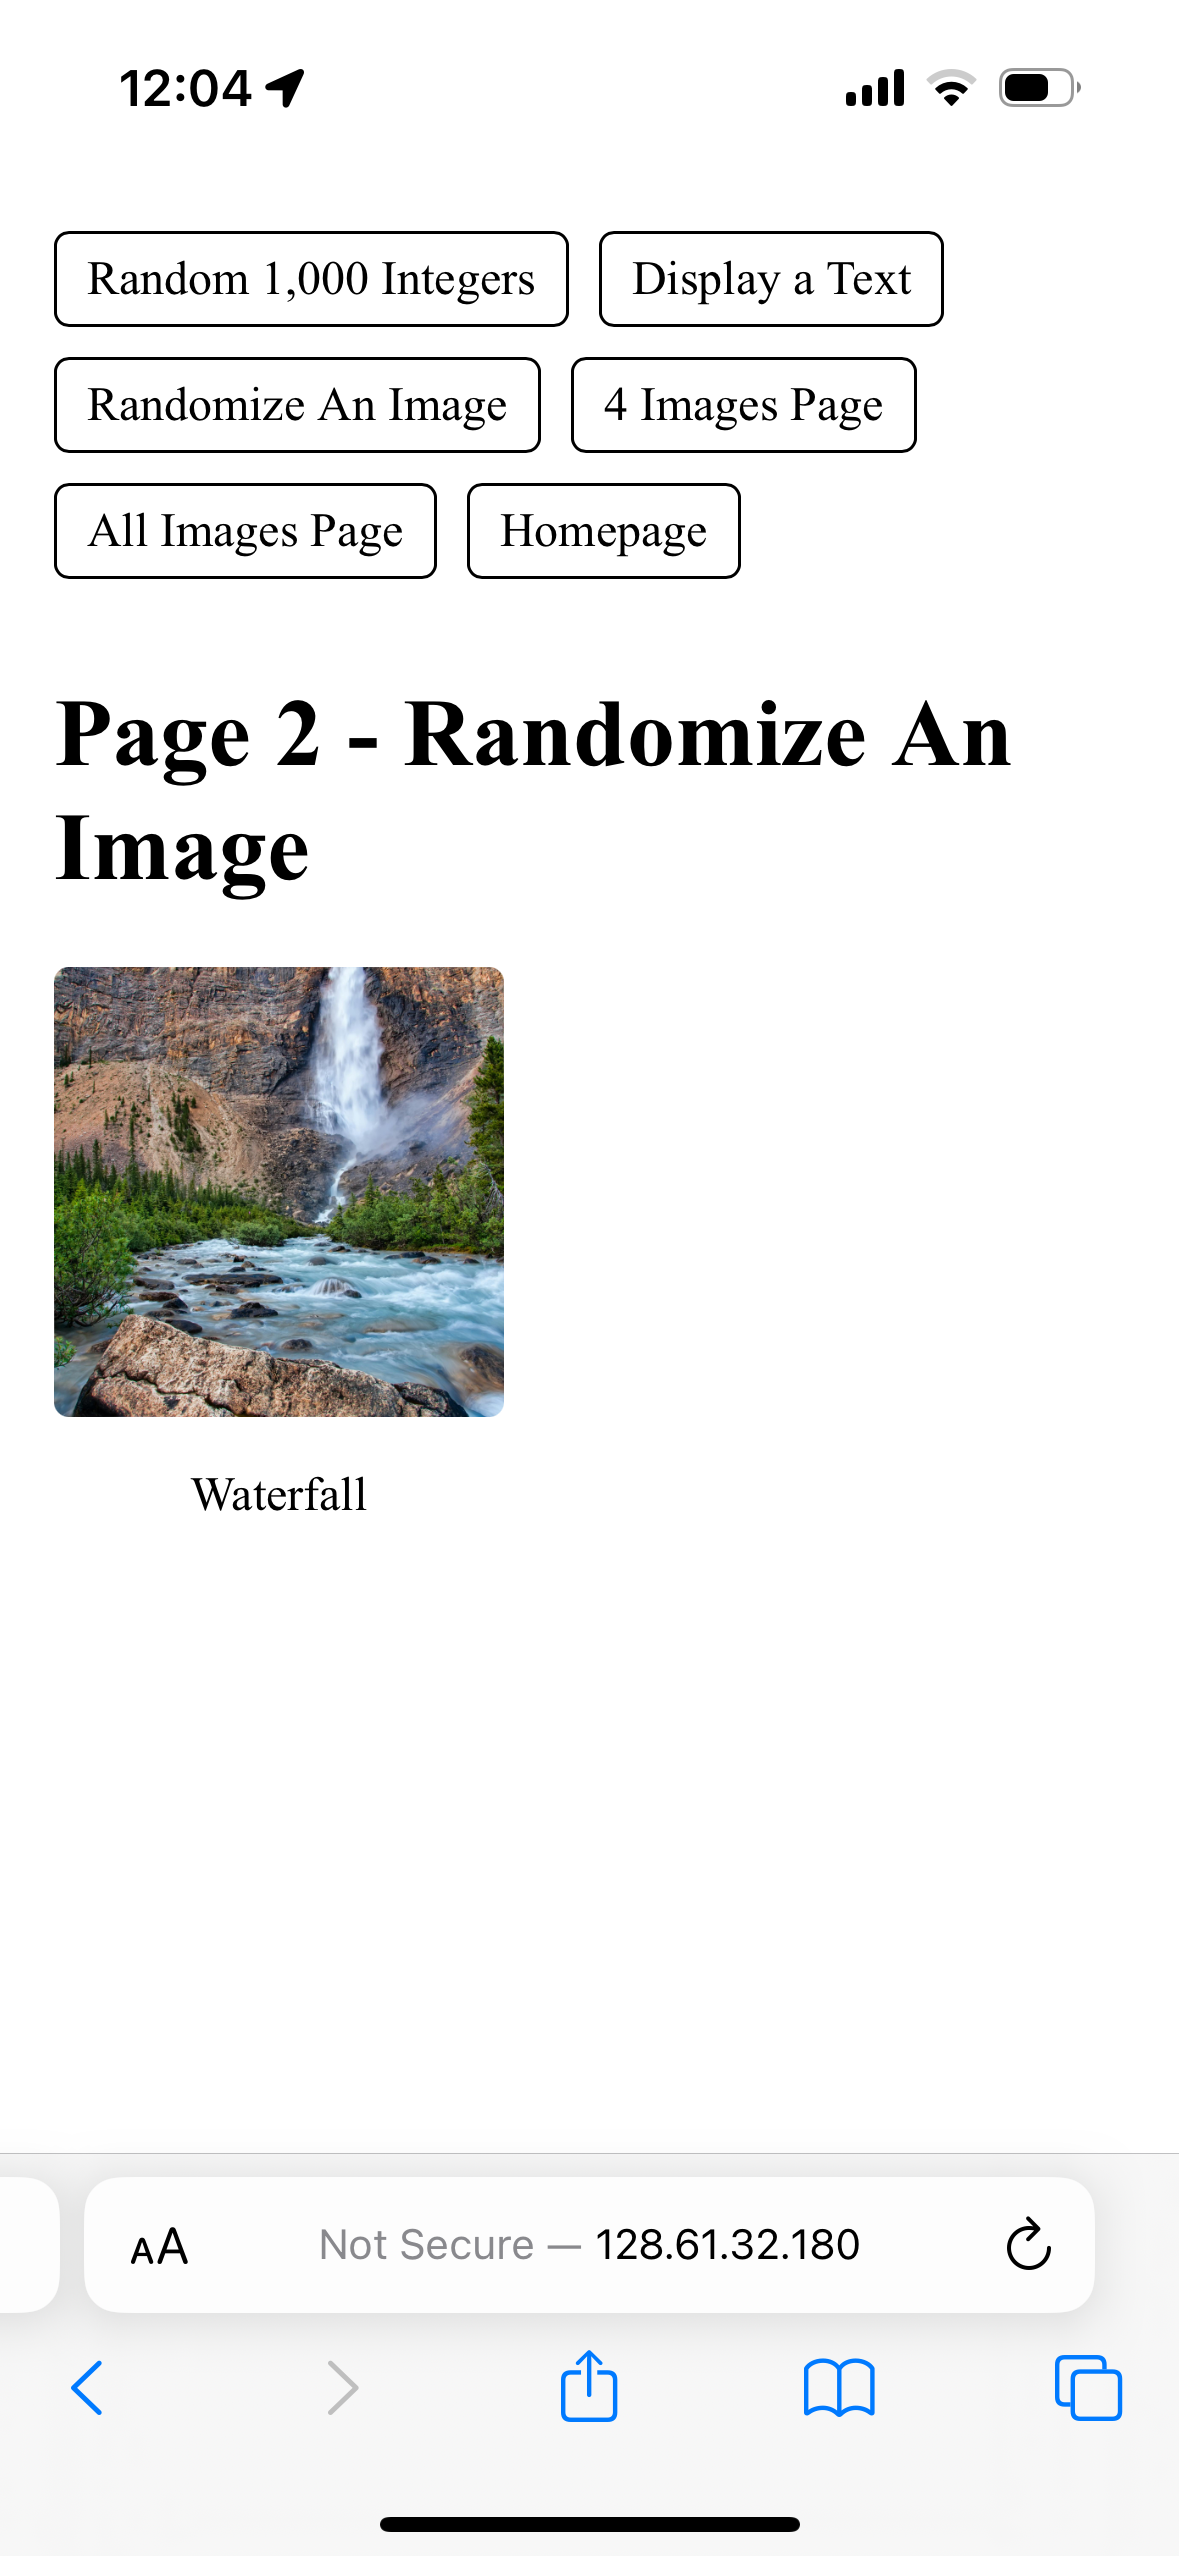 12:04
Random 1,000 Integers Display a Text
Randomize An Image 4 Images Page
All Images Page Homepage
Page 2 - Randomize An
Image
Waterfall
AA Not Secure — 128.61.32.180